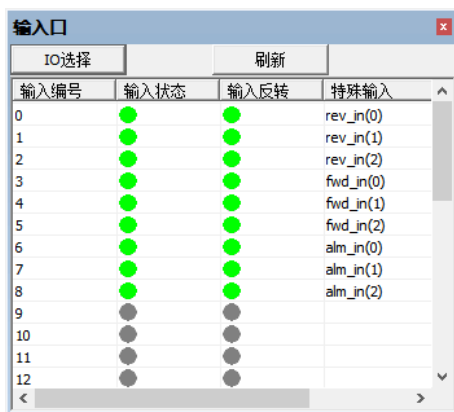 输入口
IO选择 刷新
输入编号 输入状态 输入反转 特殊输入
0 rev_in(0)
1 rev_in(1)
2 rev_in(2)
3 fwd_in(0)
4 fwd_in(1)
5 fwd_in(2)
6 alm_in(0)
7 alm_in(1)
8 alm_in(2)
9
10
11
12